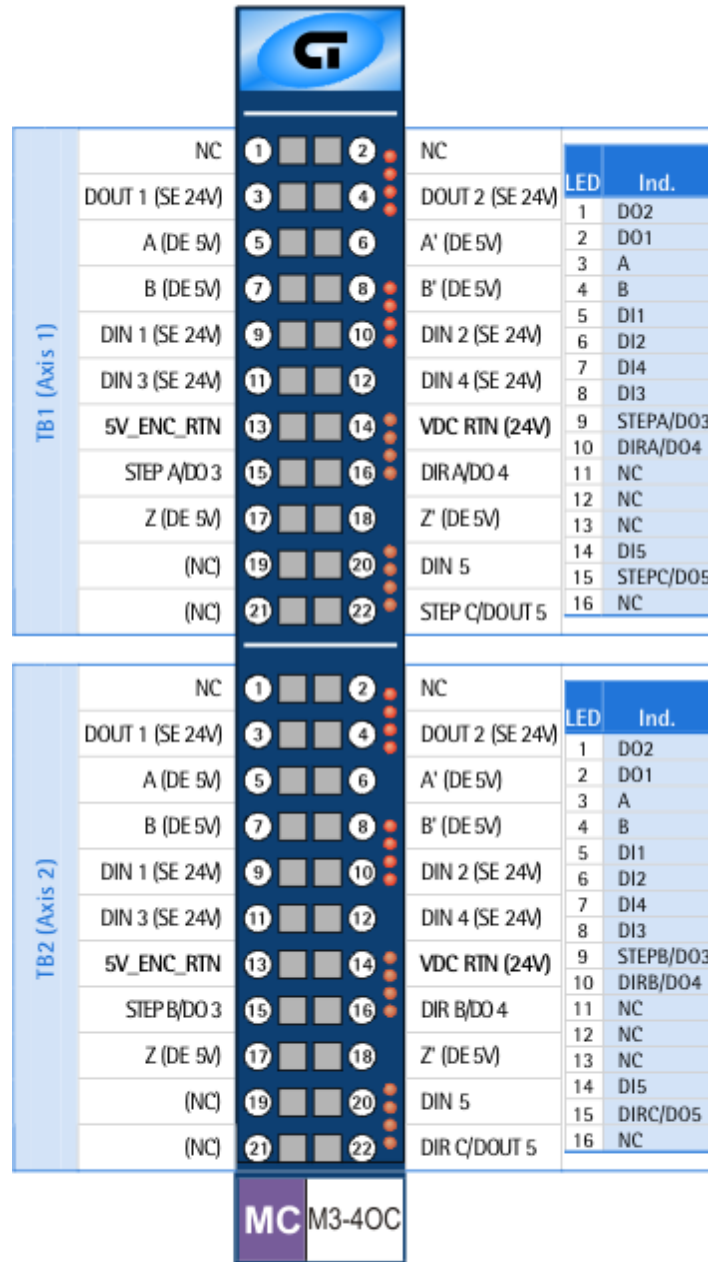 CT
TB1 (Axis 1)
NC 1 2 NC
DOUT 1 (SE 24V) 3 4 DOUT 2 (SE 24V)
A (DE 5V) 5 6 A' (DE 5V)
B (DE 5V) 7 8 B' (DE 5V)
DIN 1 (SE 24V) 9 10 DIN 2 (SE 24V)
DIN 3 (SE 24V) 11 12 DIN 4 (SE 24V)
5V_ENC_RTN 13 14 VDC RTN (24V)
STEP A/DO 3 15 16 DIR A/DO 4
Z (DE 5V) 17 18 Z' (DE 5V)
(NC) 19 20 DIN 5
(NC) 21 22 STEP C/DOUT 5
LED Ind.
1 DO2
2 DO1
3 A
4 B
5 DI1
6 DI2
7 DI4
8 DI3
9 STEPA/DO3
10 DIRA/DO4
11 NC
12 NC
13 NC
14 DI5
15 STEPC/DO5
16 NC
TB2 (Axis 2)
NC 1 2 NC
DOUT 1 (SE 24V) 3 4 DOUT 2 (SE 24V)
A (DE 5V) 5 6 A' (DE 5V)
B (DE 5V) 7 8 B' (DE 5V)
DIN 1 (SE 24V) 9 10 DIN 2 (SE 24V)
DIN 3 (SE 24V) 11 12 DIN 4 (SE 24V)
5V_ENC_RTN 13 14 VDC RTN (24V)
STEP B/DO 3 15 16 DIR B/DO 4
Z (DE 5V) 17 18 Z' (DE 5V)
(NC) 19 20 DIN 5
(NC) 21 22 DIR C/DOUT 5
LED Ind.
1 DO2
2 DO1
3 A
4 B
5 DI1
6 DI2
7 DI4
8 DI3
9 STEPB/DO3
10 DIRB/DO4
11 NC
12 NC
13 NC
14 DI5
15 DIRC/DO5
16 NC
MC M3-40C